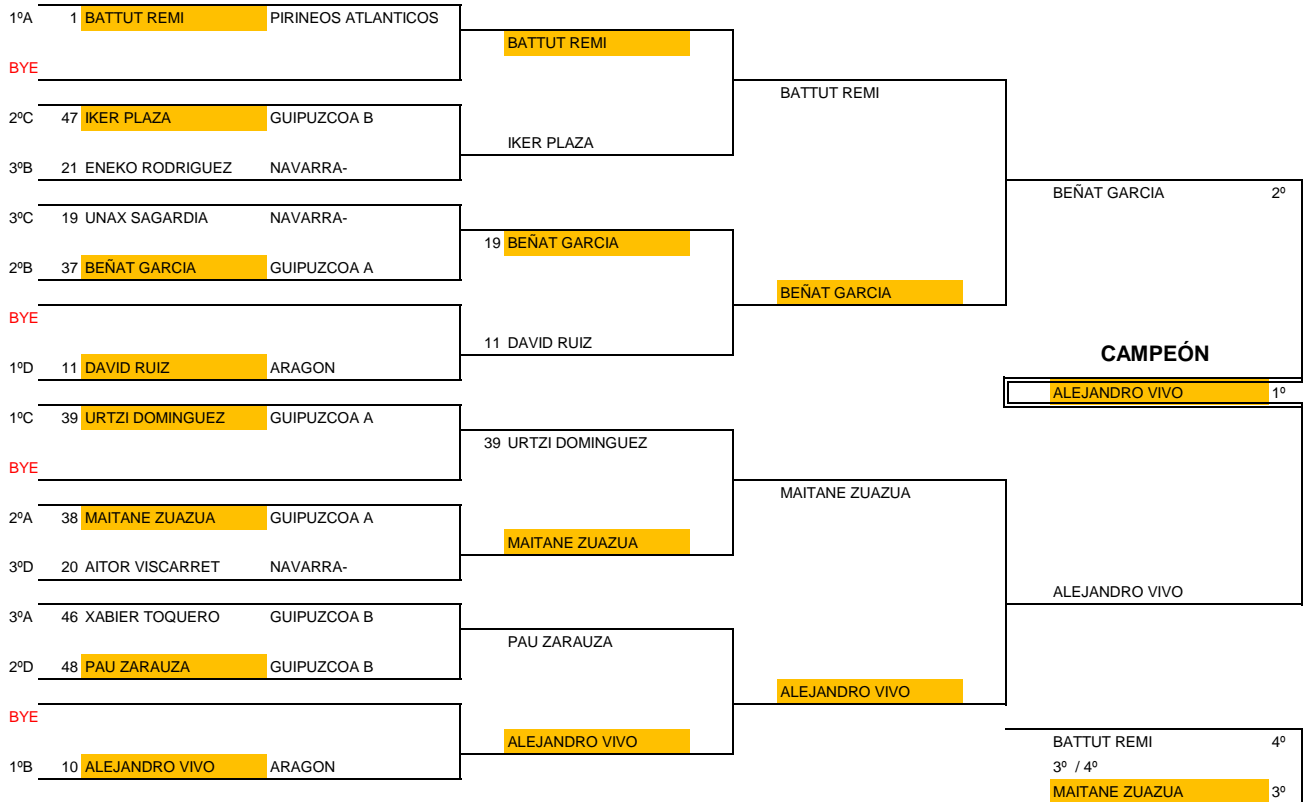 1ºA 1 BATTUT REMI PIRINEOS ATLANTICOS
BATTUT REMI
BYE
BATTUT REMI
2ºC 47 IKER PLAZA GUIPUZCOA B
IKER PLAZA
3ºB 21 ENEKO RODRIGUEZ NAVARRA-
BEÑAT GARCIA 2º
3ºC 19 UNAX SAGARDIA NAVARRA-
19 BEÑAT GARCIA
2ºB 37 BEÑAT GARCIA GUIPUZCOA A
BEÑAT GARCIA
BYE
11 DAVID RUIZ
CAMPEÓN
1ºD 11 DAVID RUIZ ARAGON
ALEJANDRO VIVO 1º
1ºC 39 URTZI DOMINGUEZ GUIPUZCOA A
39 URTZI DOMINGUEZ
BYE
MAITANE ZUAZUA
2ºA 38 MAITANE ZUAZUA GUIPUZCOA A
MAITANE ZUAZUA
3ºD 20 AITOR VISCARRET NAVARRA-
ALEJANDRO VIVO
3ºA 46 XABIER TOQUERO GUIPUZCOA B
PAU ZARAUZA
2ºD 48 PAU ZARAUZA GUIPUZCOA B
ALEJANDRO VIVO
BYE
ALEJANDRO VIVO
BATTUT REMI 4º
1ºB 10 ALEJANDRO VIVO ARAGON
3º / 4º
MAITANE ZUAZUA 3º